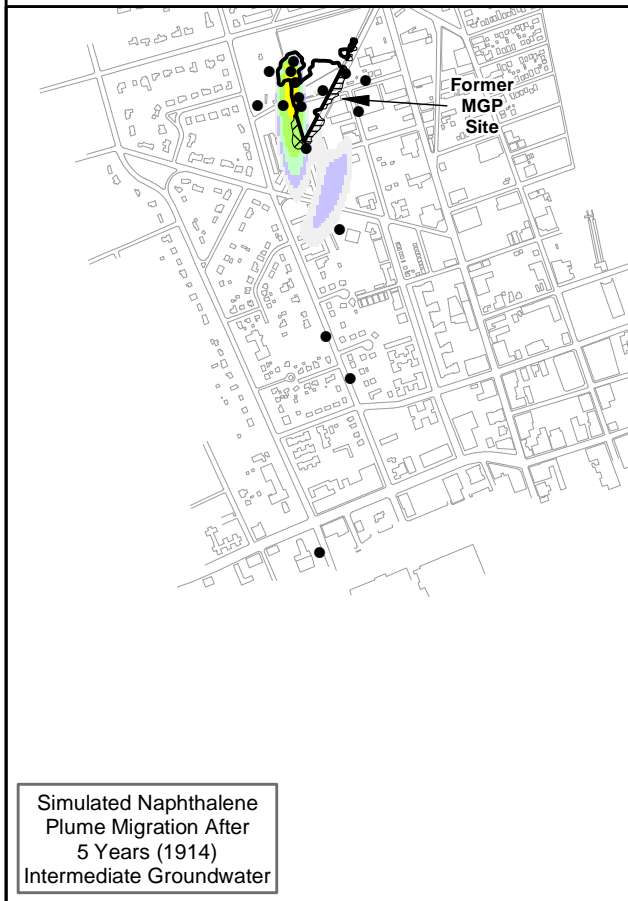 Former
MGP
Site
Simulated Naphthalene
Plume Migration After
5 Years (1914)
Intermediate Groundwater